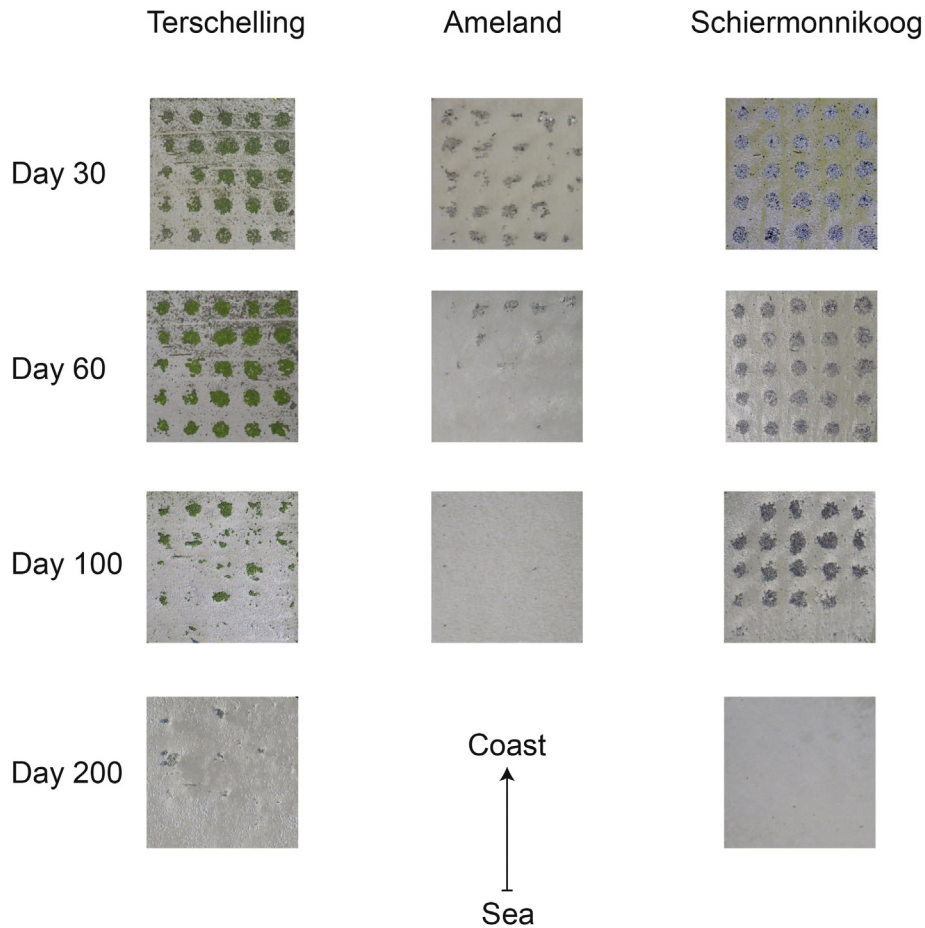 Terschelling Ameland Schiermonnikoog
Day 30
Day 60
Day 100
Day 200
Coast
Sea